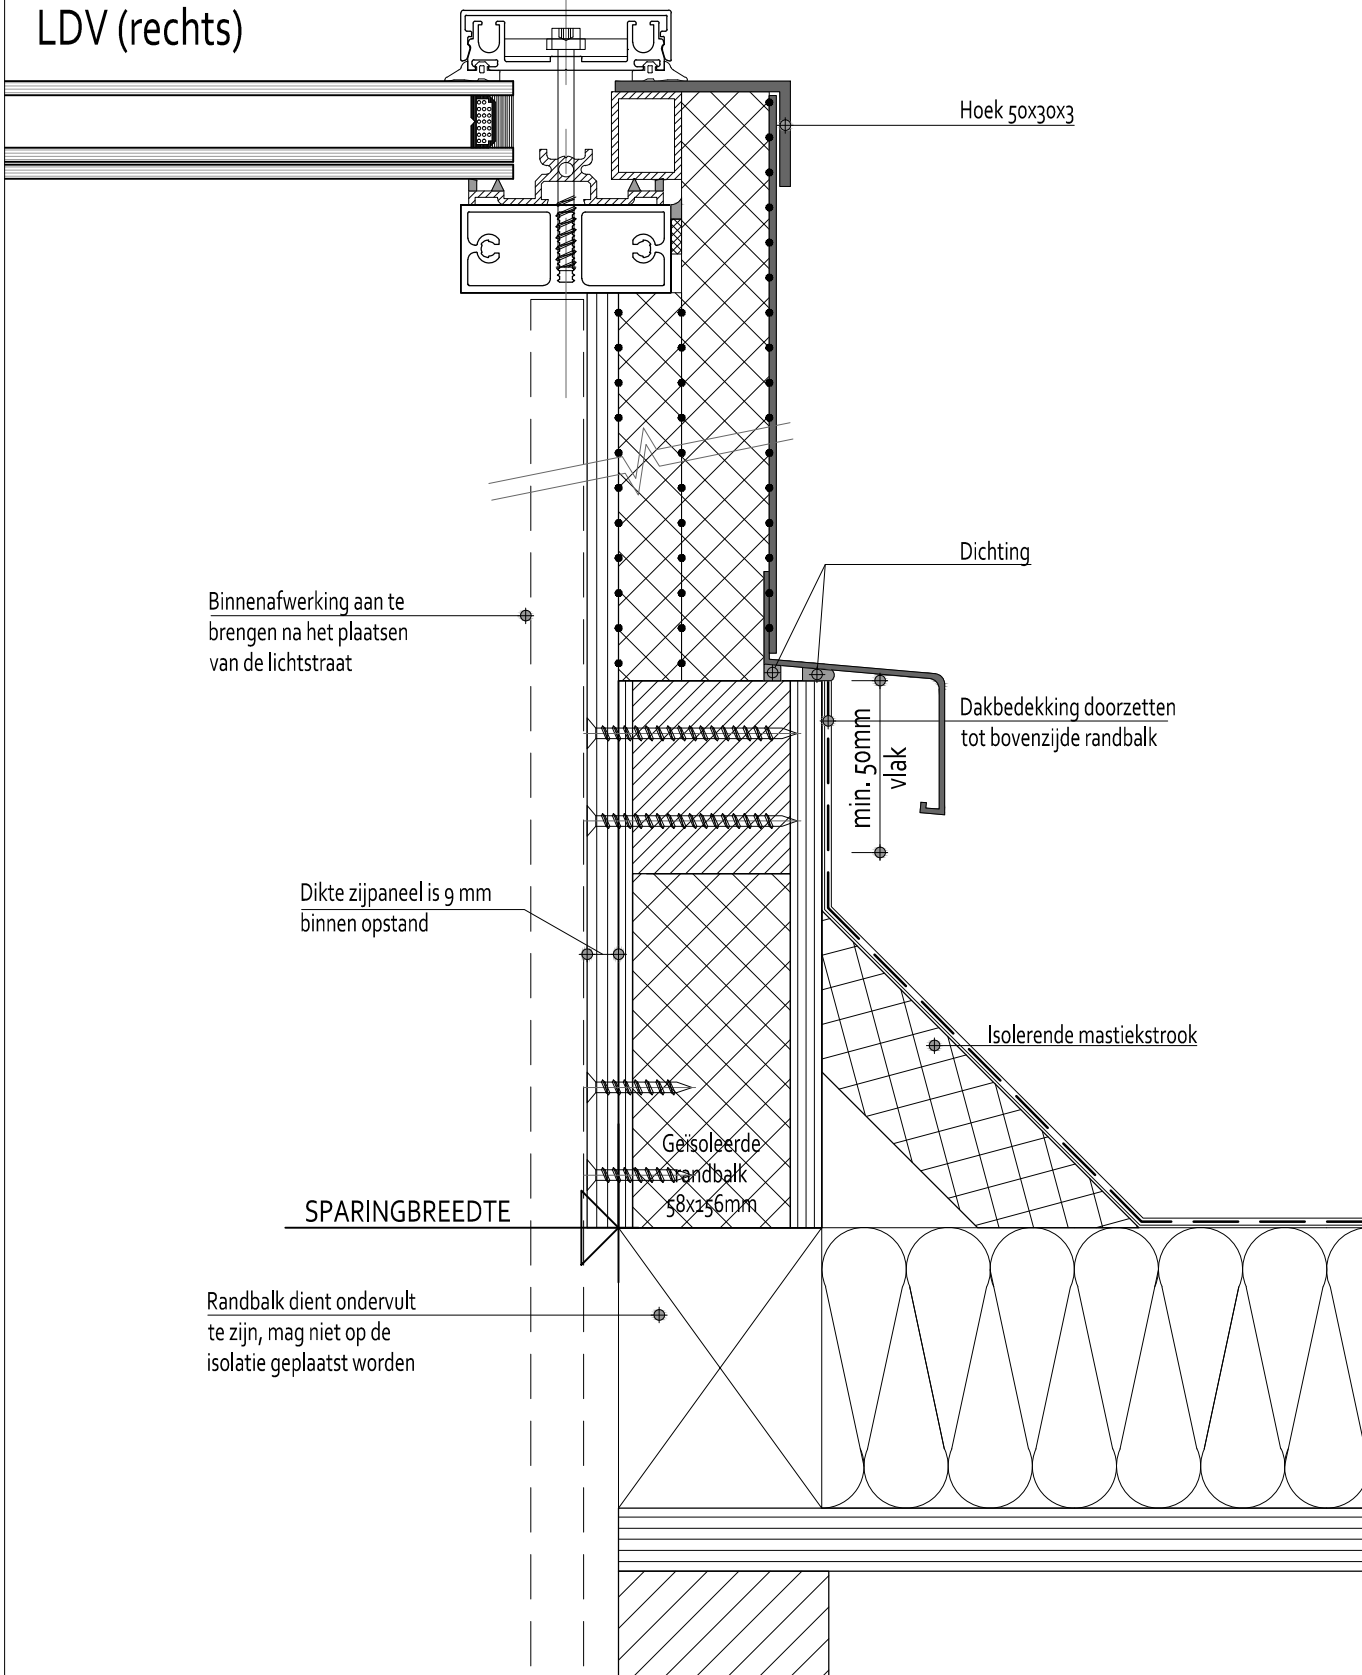 LDV (rechts)
Hoek 50x30x3
Dichting
Binnenafwerking aan te
brengen na het plaatsen
van de lichtstraat
Dakbedekking doorzetten
tot bovenzijde randbalk
min. 50mm
vlak
Dikte zijpaneel is 9 mm
binnen opstand
Isolerende mastiekstrook
Geïsoleerde
randbalk
58x156mm
SPARINGBREEDTE
Randbalk dient ondervult
te zijn, mag niet op de
isolatie geplaatst worden